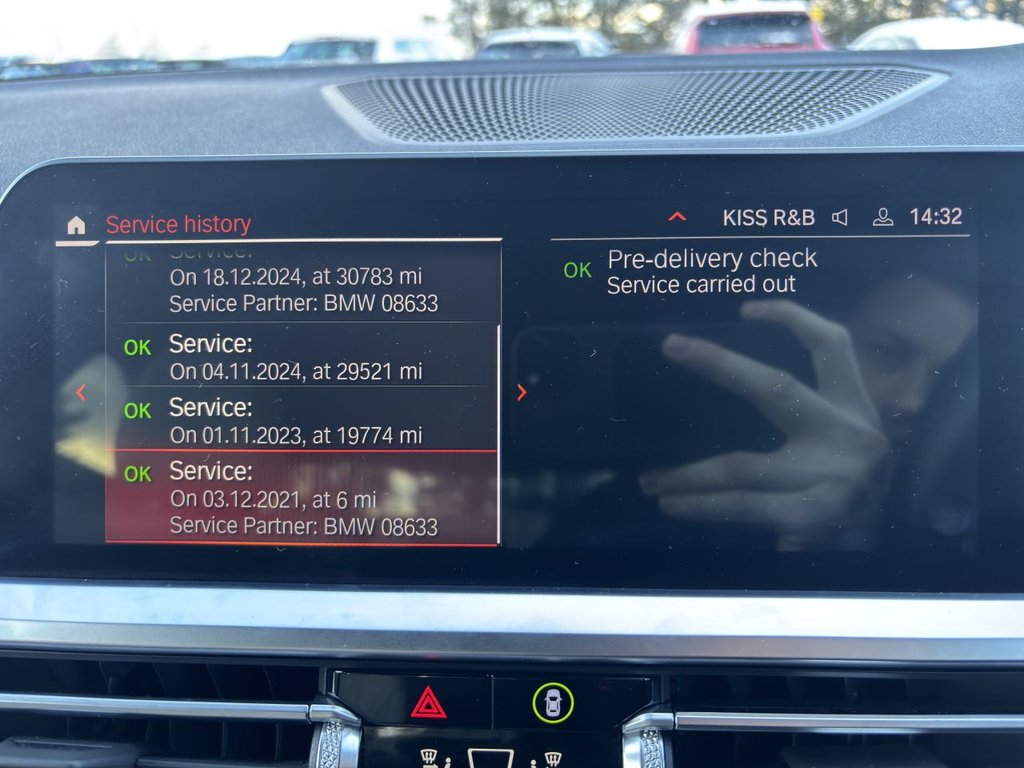 Service history
KISS R&B 14:32
OK Service:
On 18.12.2024, at 30783 mi
Service Partner: BMW 08633
OK Service:
On 04.11.2024, at 29521 mi
OK Service:
On 01.11.2023, at 19774 mi
OK Service:
On 03.12.2021, at 6 mi
Service Partner: BMW 08633
OK Pre-delivery check
Service carried out